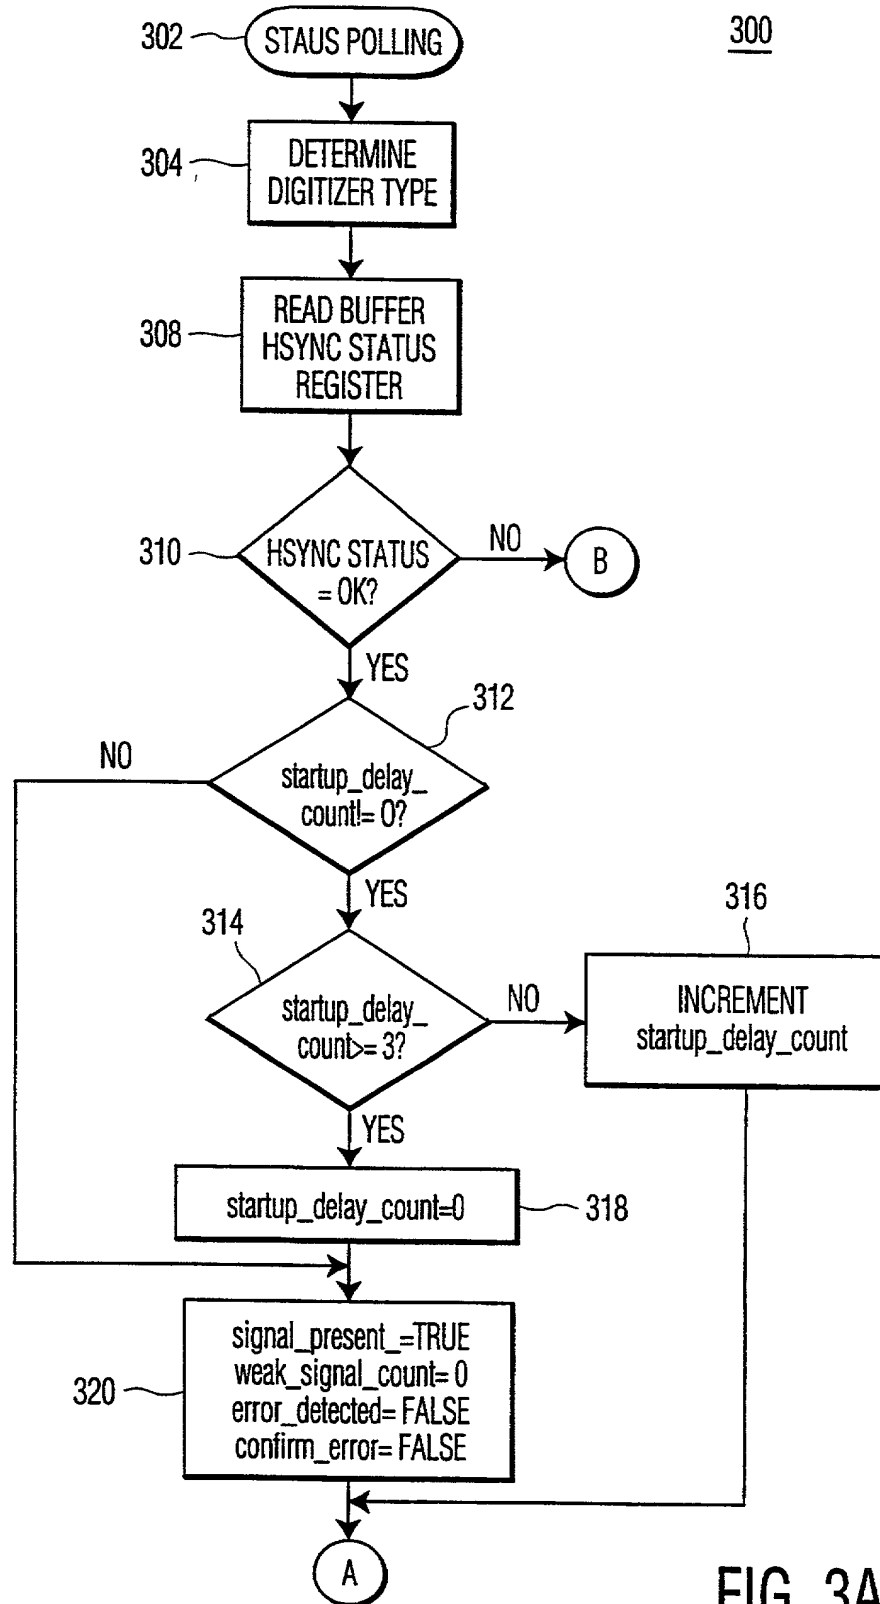 300
302
STAUS POLLING
304
DETERMINE
DIGITIZER TYPE
308
READ BUFFER
HSYNC STATUS
REGISTER
310
HSYNC STATUS
= OK?
NO
B
YES
312
NO
startup_delay_
count!= 0?
YES
314
startup_delay_
count>= 3?
NO
316
INCREMENT
startup_delay_count
YES
startup_delay_count=0
318
320
signal_present_=TRUE
weak_signal_count= 0
error_detected= FALSE
confirm_error= FALSE
A
FIG. 3A